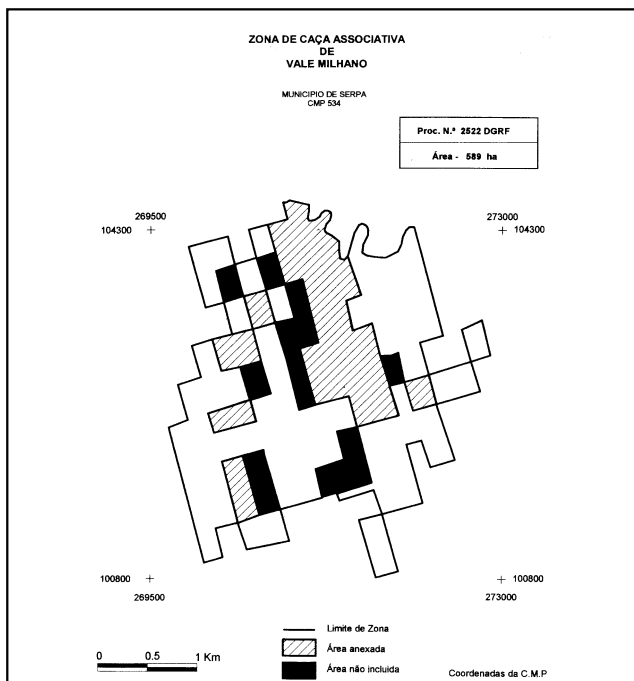 ZONA DE CAÇA ASSOCIATIVA
DE
VALE MILHANO
MUNICIPIO DE SERPA
CMP 534
Proc. N.º 2522 DGRF
Área - 589 ha
269500
273000
104300
104300
100800
100800
269500
273000
Limite de Zona
Área anexada
Área não incluida
0 0.5 1 Km
Coordenadas da C.M.P